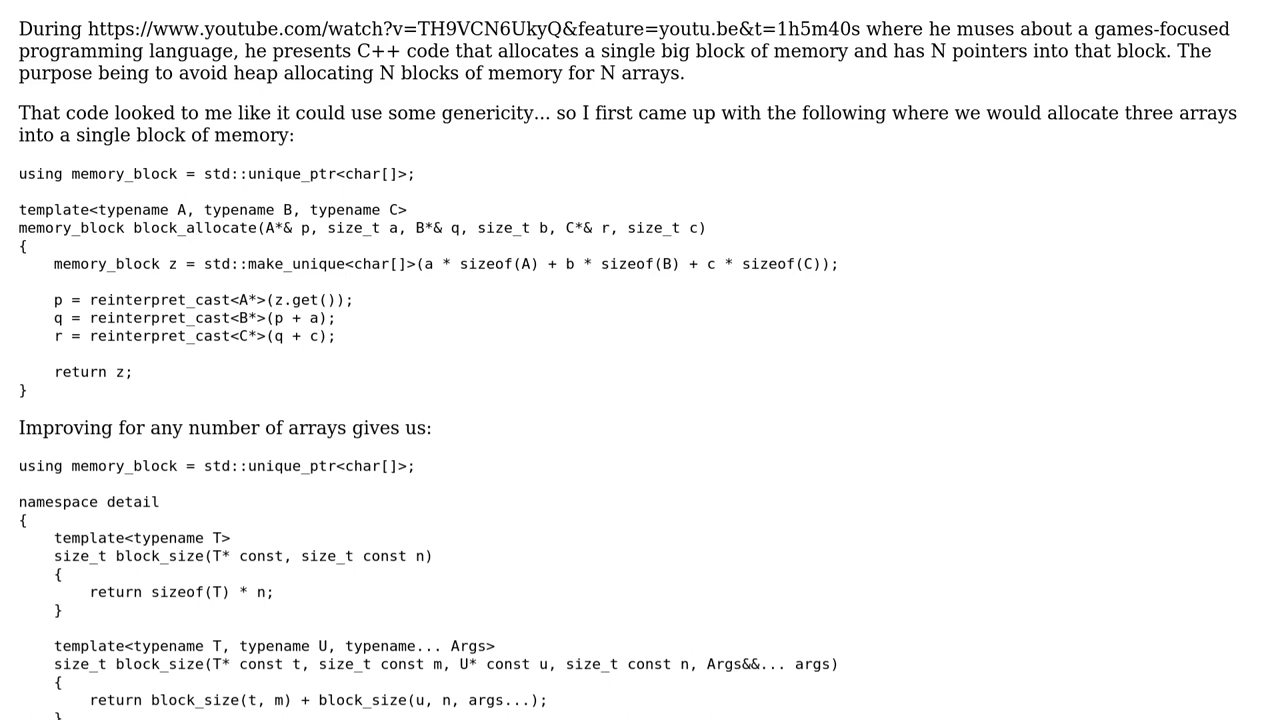 During https://www.youtube.com/watch?v=TH9VCN6UkyQ&feature=youtu.be&t=1h5m40s where he muses about a games-focused
programming language, he presents C++ code that allocates a single big block of memory and has N pointers into that block. The
purpose being to avoid heap allocating N blocks of memory for N arrays.
That code looked to me like it could use some genericity... so I first came up with the following where we would allocate three arrays
into a single block of memory:
using memory_block = std::unique_ptr<char[]>;
template<typename A, typename B, typename C>
memory_block block_allocate(A*& p, size_t a, B*& q, size_t b, C*& r, size_t c)
{
    memory_block z = std::make_unique<char[]>(a * sizeof(A) + b * sizeof(B) + c * sizeof(C));
    p = reinterpret_cast<A*>(z.get());
    q = reinterpret_cast<B*>(p + a);
    r = reinterpret_cast<C*>(q + c);
    return z;
}
Improving for any number of arrays gives us:
using memory_block = std::unique_ptr<char[]>;
namespace detail
{
    template<typename T>
    size_t block_size(T* const, size_t const n)
    {
        return sizeof(T) * n;
    }
    template<typename T, typename U, typename... Args>
    size_t block_size(T* const t, size_t const m, U* const u, size_t const n, Args&&... args)
    {
        return block_size(t, m) + block_size(u, n, args...);
    }